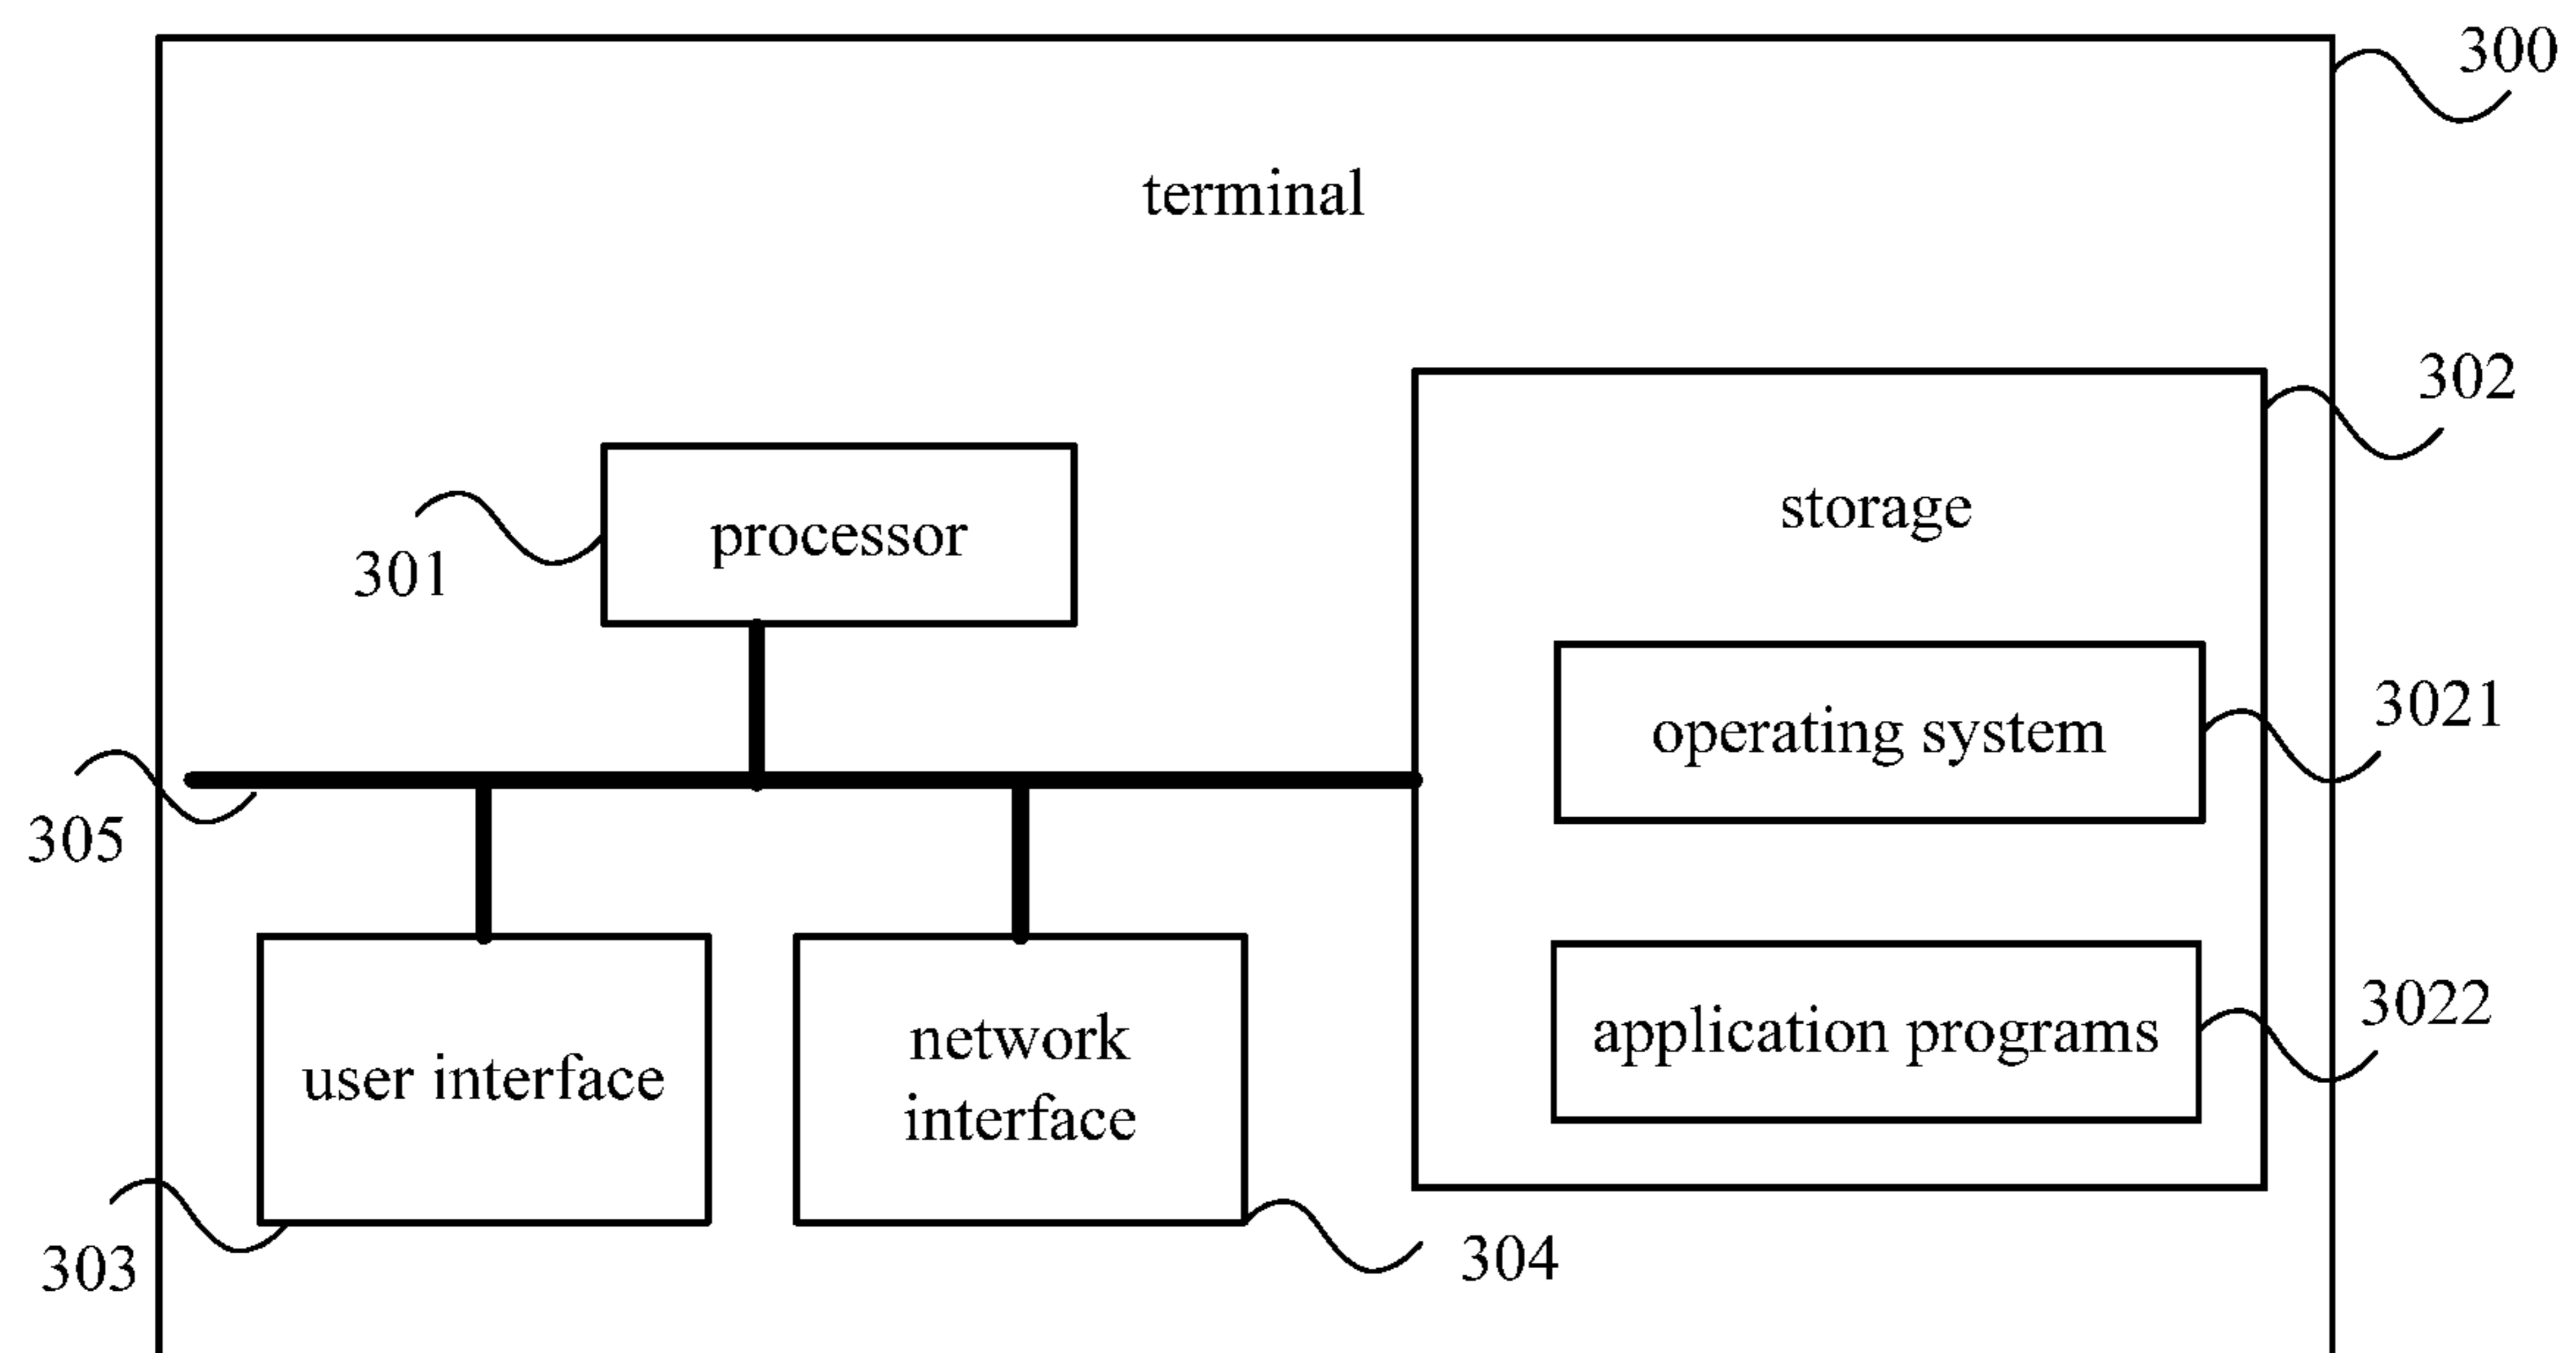 300
terminal
302
storage
processor
301
operating system
3021
305
user interface
network
interface
application programs
3022
303
304